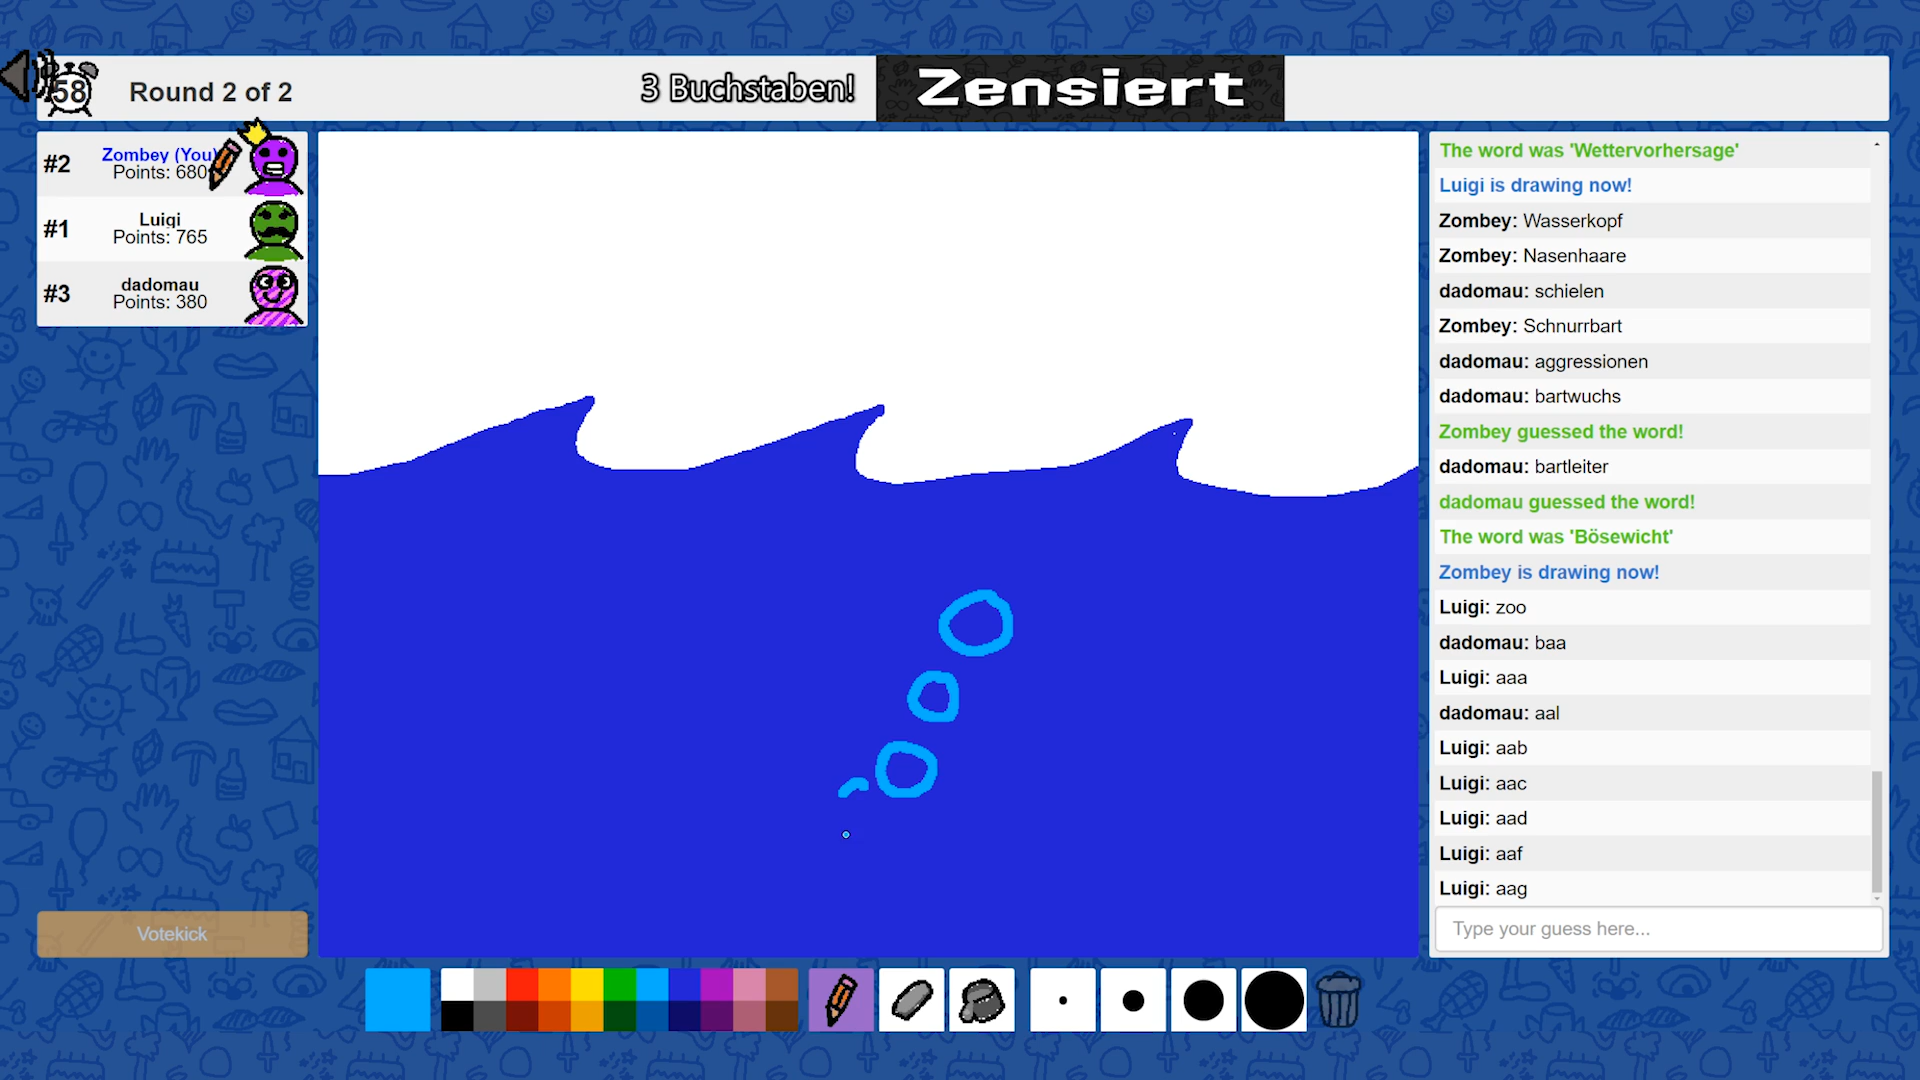 58
Round 2 of 2
3 Buchstaben!
Zensiert
#2
Zombey (You)
Points: 680
#1
Luigi
Points: 765
#3
dadomau
Points: 380
Votekick
The word was 'Wettervorhersage'
Luigi is drawing now!
Zombey: Wasserkopf
Zombey: Nasenhaare
dadomau: schielen
Zombey: Schnurrbart
dadomau: aggressionen
dadomau: bartwuchs
Zombey guessed the word!
dadomau: bartleiter
dadomau guessed the word!
The word was 'Bösewicht'
Zombey is drawing now!
Luigi: zoo
dadomau: baa
Luigi: aaa
dadomau: aal
Luigi: aab
Luigi: aac
Luigi: aad
Luigi: aaf
Luigi: aag
Type your guess here...